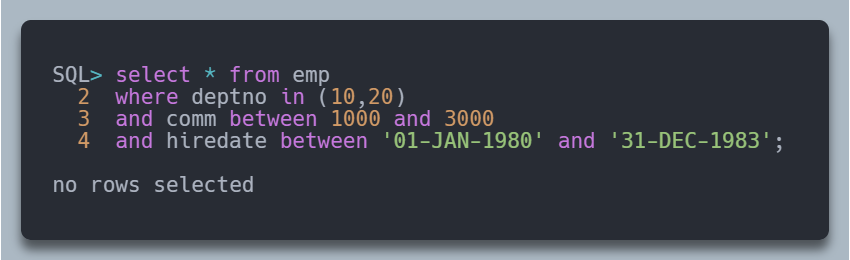 SQL> select * from emp
2 where deptno in (10,20)
3 and comm between 1000 and 3000
4 and hiredate between '01-JAN-1980' and '31-DEC-1983';
no rows selected